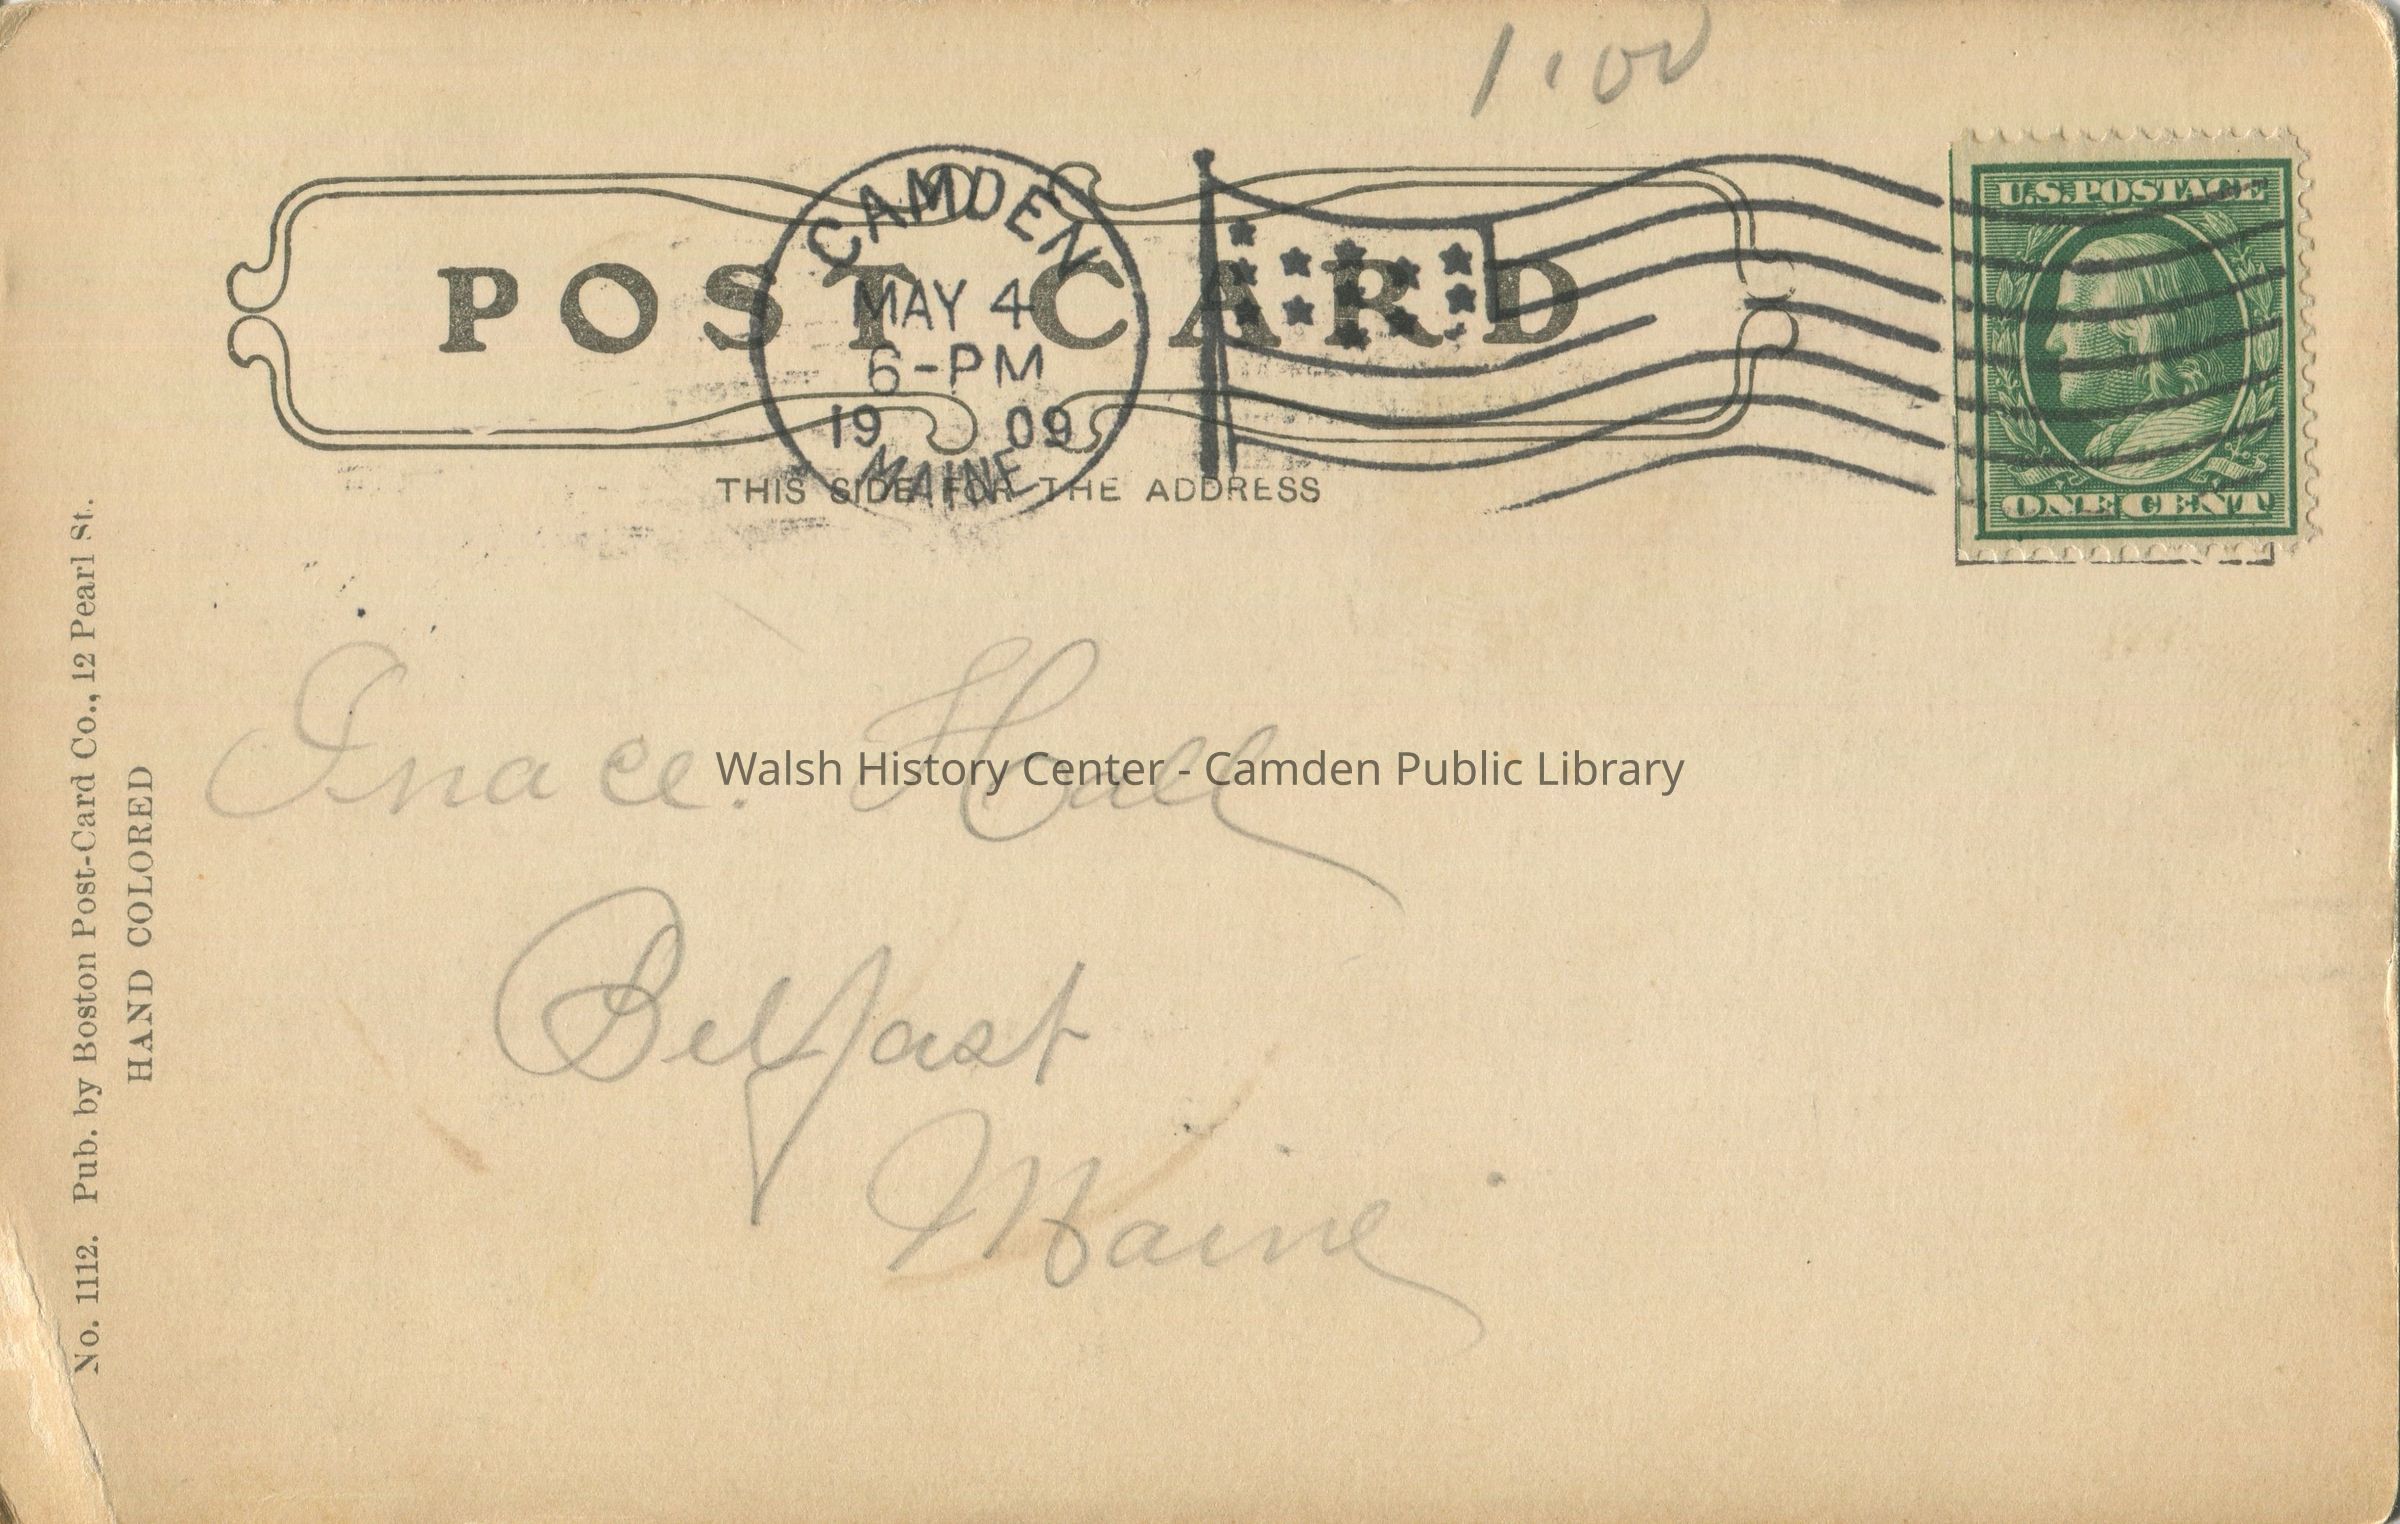 1.00
POST CARD
CAMDEN
MAY 4
6-PM
19 09
MAINE
U.S. POSTAGE
ONE CENT
THIS SIDE FOR THE ADDRESS
Grace. Hall
Walsh History Center - Camden Public Library
Belfast
Maine
No. 1112. Pub. by Boston Post-Card Co., 12 Pearl St.
HAND COLORED